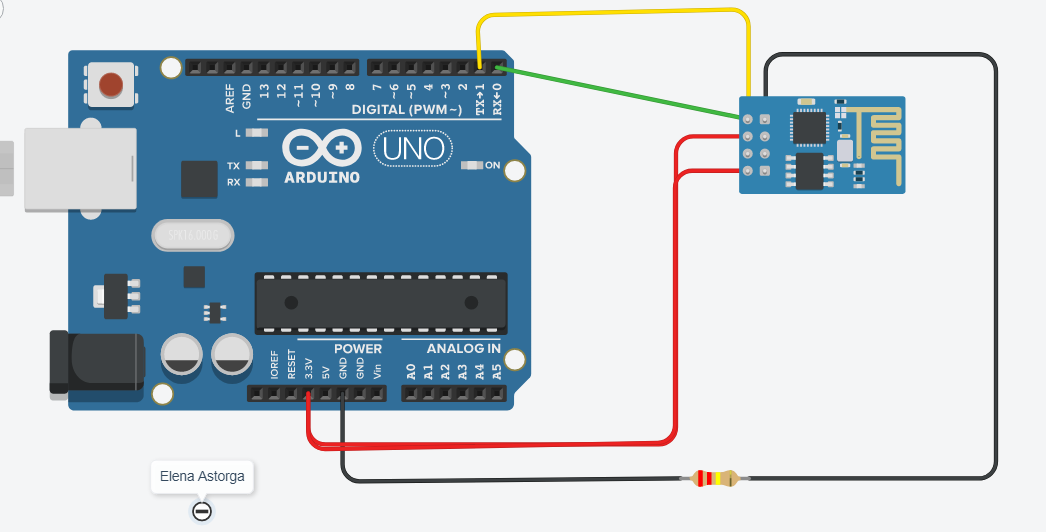 AREF
GND
13
12
~11
~10
~9
8
7
~6
~5
4
~3
2
TX→1
RX←0
DIGITAL (PWM~)
L
TX
RX
ARDUINO
UNO
ON
SPK16.000G
POWER
ANALOG IN
IOREF
RESET
3.3V
5V
GND
GND
Vin
A0
A1
A2
A3
A4
A5
Elena Astorga